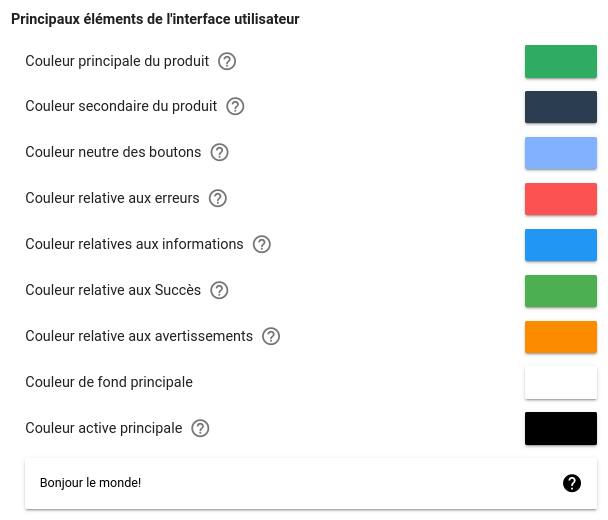 Principaux éléments de l'interface utilisateur
Couleur principale du produit
Couleur secondaire du produit
Couleur neutre des boutons
Couleur relative aux erreurs
Couleur relatives aux informations
Couleur relative aux Succès
Couleur relative aux avertissements
Couleur de fond principale
Couleur active principale
Bonjour le monde!